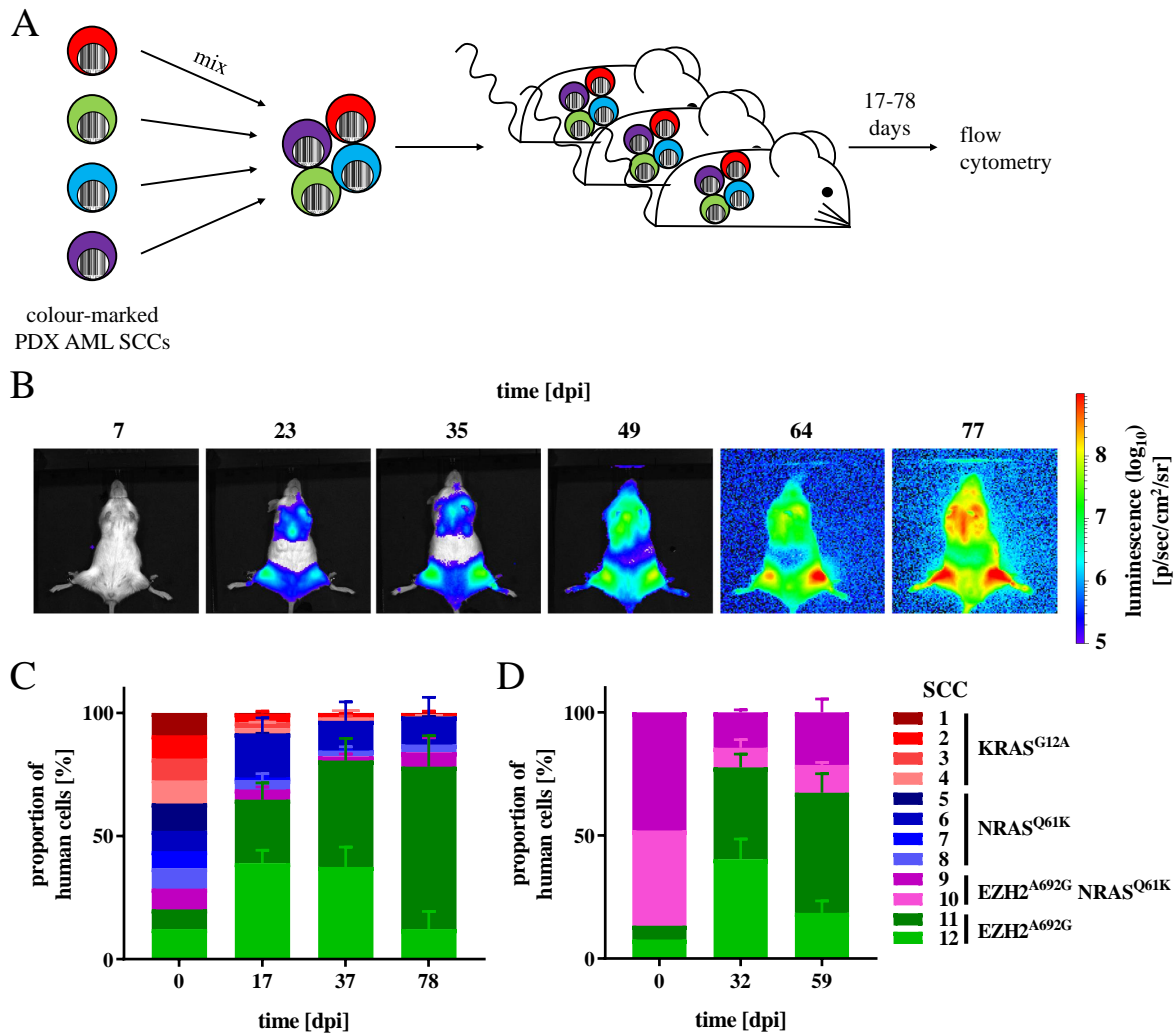 A
mix
17-78
days
flow
cytometry
colour-marked
PDX AML SCCs
B
time [dpi]
7 23 35 49 64 77
8
7
6
5
luminescence (log10)
[p/sec/cm2/sr]
C
100
50
0
proportion of
human cells [%]
0 17 37 78
time [dpi]
D
100
50
0
proportion of
human cells [%]
0 32 59
time [dpi]
SCC
1
2
3
4
KRASG12A
5
6
7
8
NRASQ61K
9
10
EZH2A692G NRASQ61K
11
12
EZH2A692G